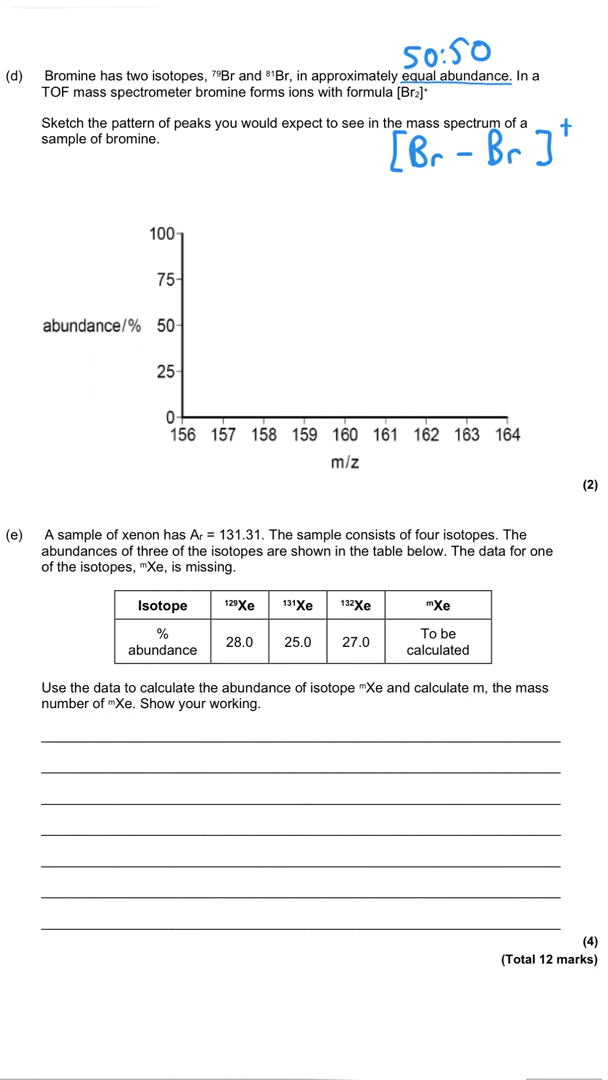 50:50
(d) Bromine has two isotopes, ⁷⁹Br and ⁸¹Br, in approximately equal abundance. In a
TOF mass spectrometer bromine forms ions with formula [Br₂]⁺
Sketch the pattern of peaks you would expect to see in the mass spectrum of a
sample of bromine.
[Br – Br]⁺
100
75
abundance/% 50
25
0
156 157 158 159 160 161 162 163 164
m/z
(2)
(e) A sample of xenon has Aᵣ = 131.31. The sample consists of four isotopes. The
abundances of three of the isotopes are shown in the table below. The data for one
of the isotopes, ᵐXe, is missing.
Isotope ¹²⁹Xe ¹³¹Xe ¹³²Xe ᵐXe
% abundance 28.0 25.0 27.0 To be calculated
Use the data to calculate the abundance of isotope ᵐXe and calculate m, the mass
number of ᵐXe. Show your working.
(4)
(Total 12 marks)